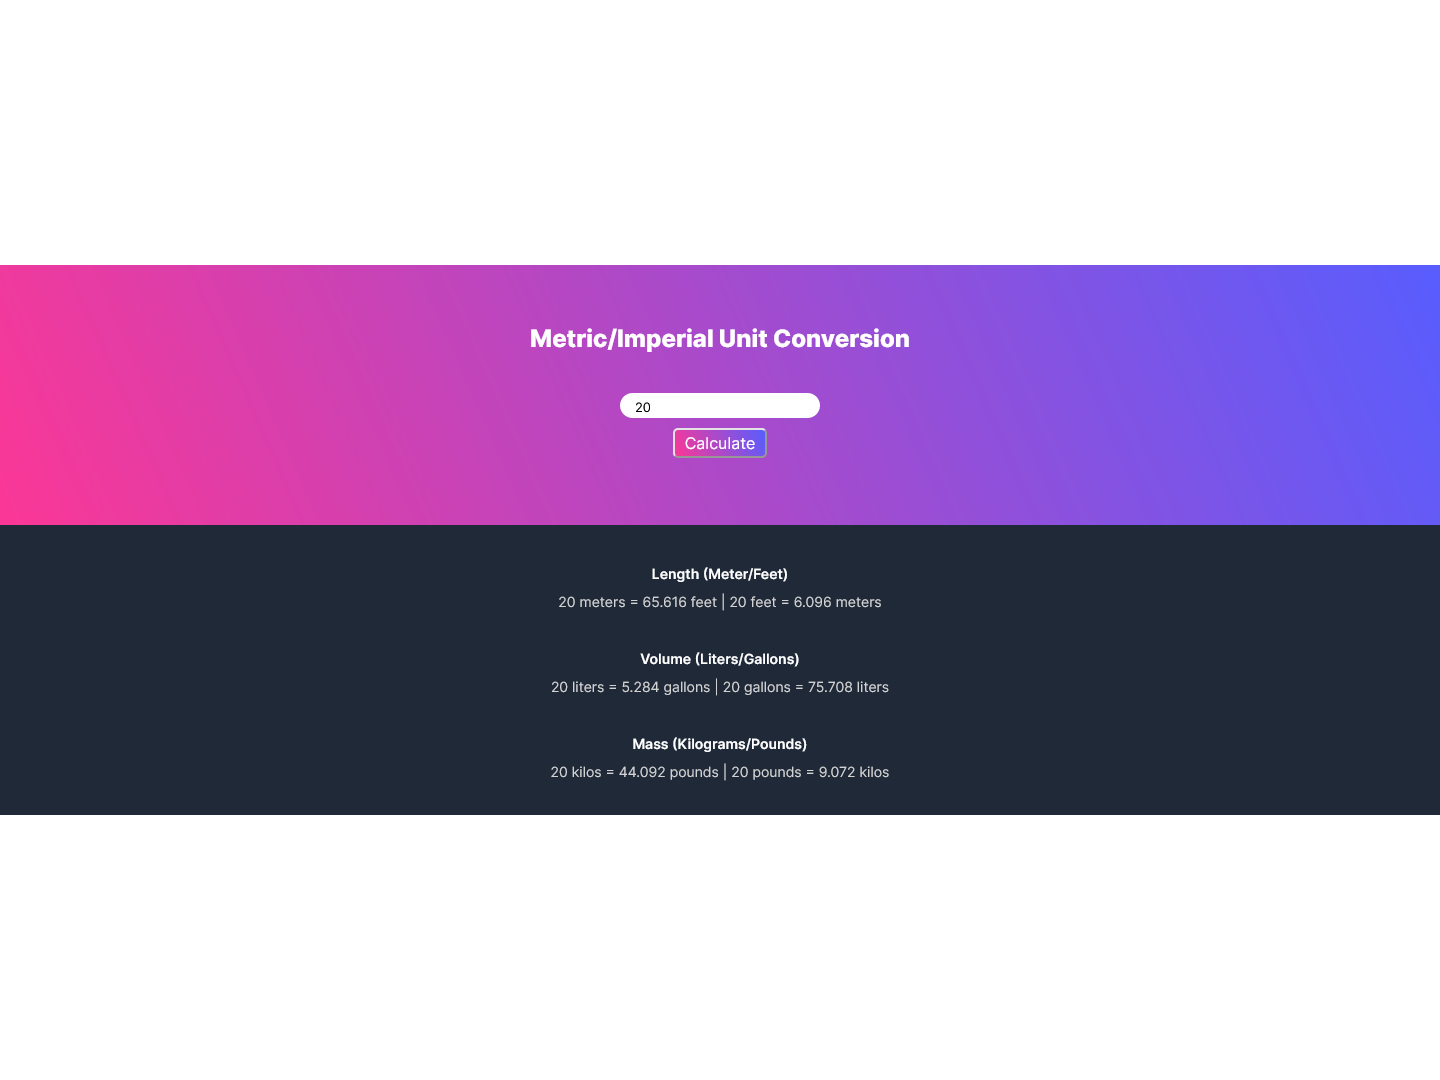 Metric/Imperial Unit Conversion
20
Calculate
Length (Meter/Feet)
20 meters = 65.616 feet | 20 feet = 6.096 meters
Volume (Liters/Gallons)
20 liters = 5.284 gallons | 20 gallons = 75.708 liters
Mass (Kilograms/Pounds)
20 kilos = 44.092 pounds | 20 pounds = 9.072 kilos